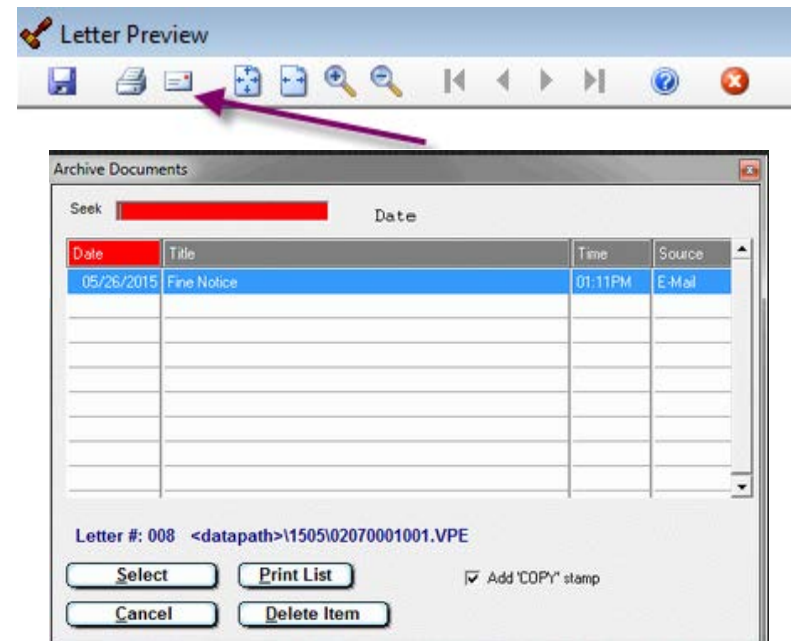 Letter Preview
Archive Documents
Seek Date
Date Title Time Source
05/26/2015 Fine Notice 01:11PM E-Mail
Letter #: 008 <datapath>\1505\02070001001.VPE
Select Print List Add 'COPY' stamp
Cancel Delete Item